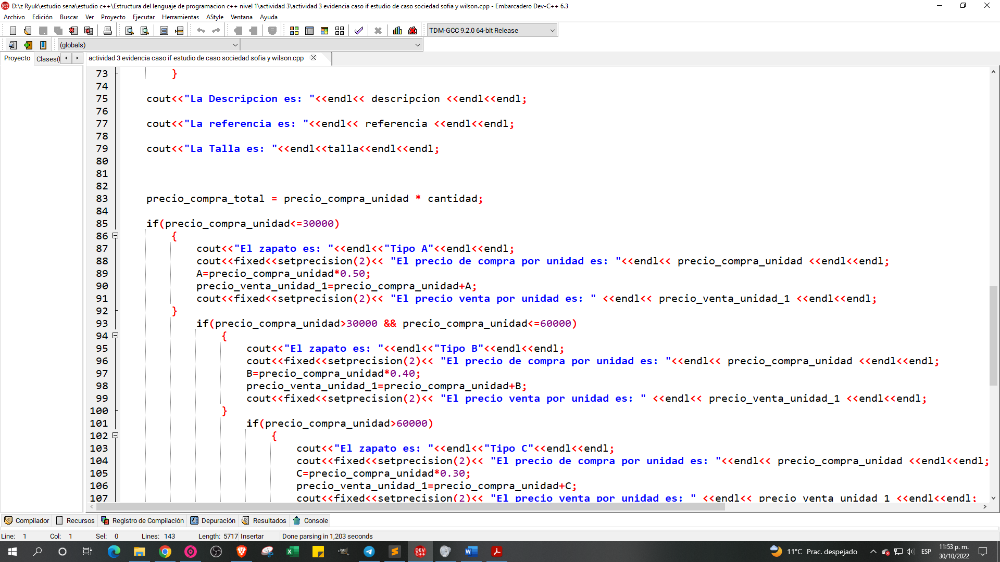 D:\z Ryuk\estudio sena\estudio c++\Estructura del lenguaje de programacion c++ nivel 1\actividad 3\actividad 3 evidencia caso if estudio de caso sociedad sofia y wilson.cpp - Embarcadero Dev-C++ 6.3
Archivo Edición Buscar Ver Proyecto Ejecutar Herramientas AStyle Ventana Ayuda
TDM-GCC 9.2.0 64-bit Release
(globals)
Proyecto Clases(I actividad 3 evidencia caso if estudio de caso sociedad sofia y wilson.cpp
73 }
74
75 cout<<"La Descripcion es: "<<endl<< descripcion <<endl<<endl;
76
77 cout<<"La referencia es: "<<endl<< referencia <<endl<<endl;
78
79 cout<<"La Talla es: "<<endl<<talla<<endl<<endl;
80
81
82
83 precio_compra_total = precio_compra_unidad * cantidad;
84
85 if(precio_compra_unidad<=30000)
86 {
87 cout<<"El zapato es: "<<endl<<"Tipo A"<<endl<<endl;
88 cout<<fixed<<setprecision(2)<< "El precio de compra por unidad es: "<<endl<< precio_compra_unidad <<endl<<endl;
89 A=precio_compra_unidad*0.50;
90 precio_venta_unidad_1=precio_compra_unidad+A;
91 cout<<fixed<<setprecision(2)<< "El precio venta por unidad es: " <<endl<< precio_venta_unidad_1 <<endl<<endl;
92 }
93 if(precio_compra_unidad>30000 && precio_compra_unidad<=60000)
94 {
95 cout<<"El zapato es: "<<endl<<"Tipo B"<<endl<<endl;
96 cout<<fixed<<setprecision(2)<< "El precio de compra por unidad es: "<<endl<< precio_compra_unidad <<endl<<endl;
97 B=precio_compra_unidad*0.40;
98 precio_venta_unidad_1=precio_compra_unidad+B;
99 cout<<fixed<<setprecision(2)<< "El precio venta por unidad es: " <<endl<< precio_venta_unidad_1 <<endl<<endl;
100 }
101 if(precio_compra_unidad>60000)
102 {
103 cout<<"El zapato es: "<<endl<<"Tipo C"<<endl<<endl;
104 cout<<fixed<<setprecision(2)<< "El precio de compra por unidad es: "<<endl<< precio_compra_unidad <<endl<<endl;
105 C=precio_compra_unidad*0.30;
106 precio_venta_unidad_1=precio_compra_unidad+C;
107 cout<<fixed<<setprecision(2)<< "El precio venta por unidad es: " <<endl<< precio_venta_unidad_1 <<endl<<endl;
Compilador Recursos Registro de Compilación Depuración Resultados Console
Line: 1 Col: 1 Sel: 0 Lines: 143 Length: 5717 Insertar Done parsing in 1,203 seconds
DEV C++ 11°C Prac. despejado ESP 11:53 p. m.
30/10/2022